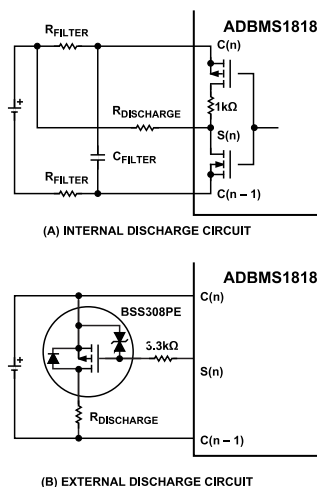 ADBMS1818
RFILTER
C(n)
1kΩ
RDISCHARGE
S(n)
CFILTER
RFILTER
C(n – 1)
(A) INTERNAL DISCHARGE CIRCUIT
ADBMS1818
C(n)
BSS308PE
3.3kΩ
S(n)
RDISCHARGE
C(n – 1)
(B) EXTERNAL DISCHARGE CIRCUIT